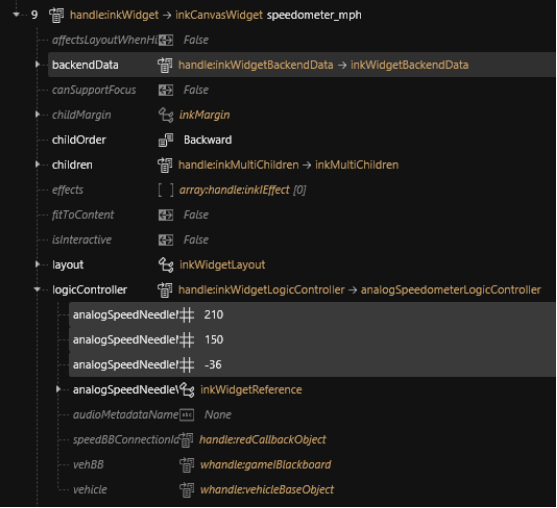 9 handle:inkWidget → inkCanvasWidget speedometer_mph
affectsLayoutWhenHi False
backendData handle:inkWidgetBackendData → inkWidgetBackendData
canSupportFocus False
childMargin inkMargin
childOrder Backward
children handle:inkMultiChildren → inkMultiChildren
effects [ ] array:handle:inkIEffect [0]
fitToContent False
isInteractive False
layout inkWidgetLayout
logicController handle:inkWidgetLogicController → analogSpeedometerLogicController
analogSpeedNeedle 210
analogSpeedNeedle 150
analogSpeedNeedle -36
analogSpeedNeedle inkWidgetReference
audioMetadataName abc None
speedBBConnectionId handle:redCallbackObject
vehBB whandle:gameIBlackboard
vehicle whandle:vehicleBaseObject